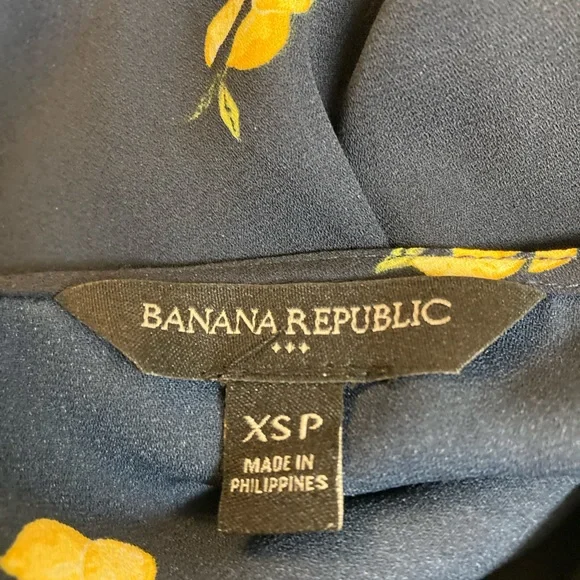 BANANA REPUBLIC
XS P
MADE IN
PHILIPPINES